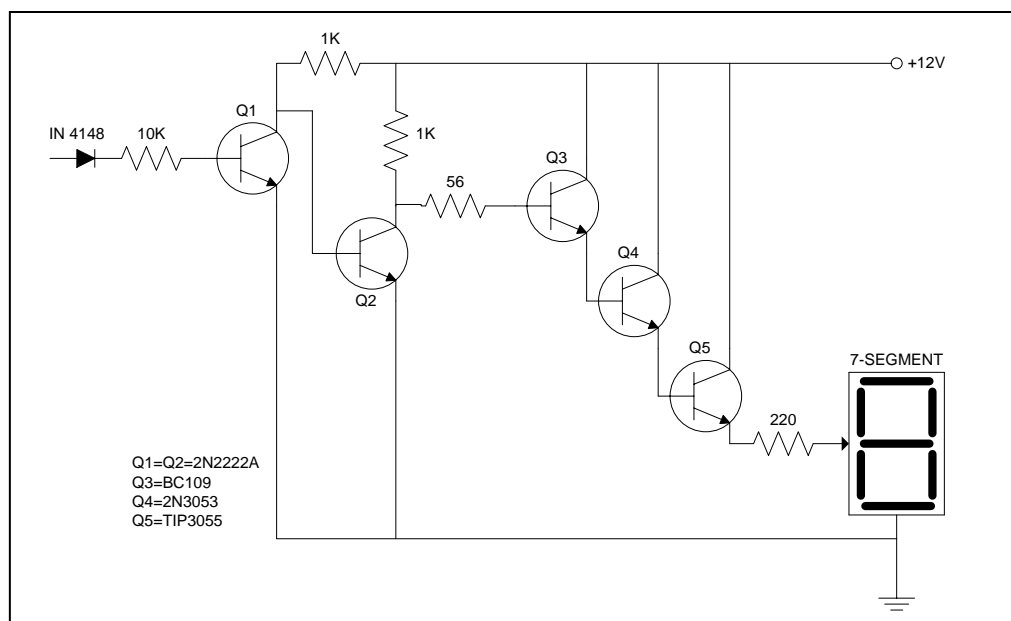 1K
+12V
Q1
IN 4148
10K
1K
Q3
56
Q4
Q2
Q5
7-SEGMENT
220
Q1=Q2=2N2222A
Q3=BC109
Q4=2N3053
Q5=TIP3055